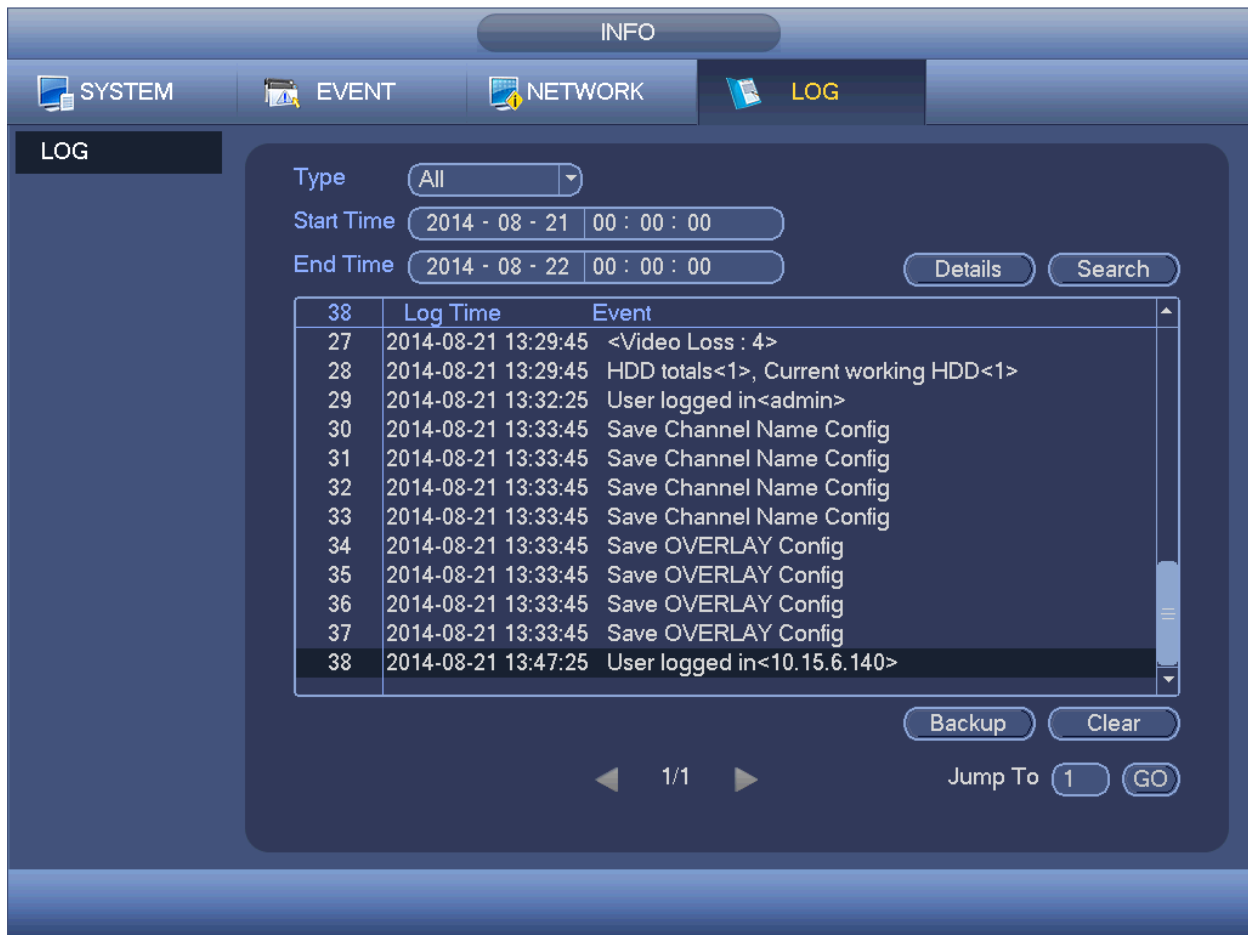 INFO
SYSTEM EVENT NETWORK LOG
LOG
Type All
Start Time 2014 - 08 - 21 00 : 00 : 00
End Time 2014 - 08 - 22 00 : 00 : 00
Details Search
38 Log Time Event
27 2014-08-21 13:29:45 <Video Loss : 4>
28 2014-08-21 13:29:45 HDD totals<1>, Current working HDD<1>
29 2014-08-21 13:32:25 User logged in<admin>
30 2014-08-21 13:33:45 Save Channel Name Config
31 2014-08-21 13:33:45 Save Channel Name Config
32 2014-08-21 13:33:45 Save Channel Name Config
33 2014-08-21 13:33:45 Save Channel Name Config
34 2014-08-21 13:33:45 Save OVERLAY Config
35 2014-08-21 13:33:45 Save OVERLAY Config
36 2014-08-21 13:33:45 Save OVERLAY Config
37 2014-08-21 13:33:45 Save OVERLAY Config
38 2014-08-21 13:47:25 User logged in<10.15.6.140>
Backup Clear
1/1 Jump To 1 GO